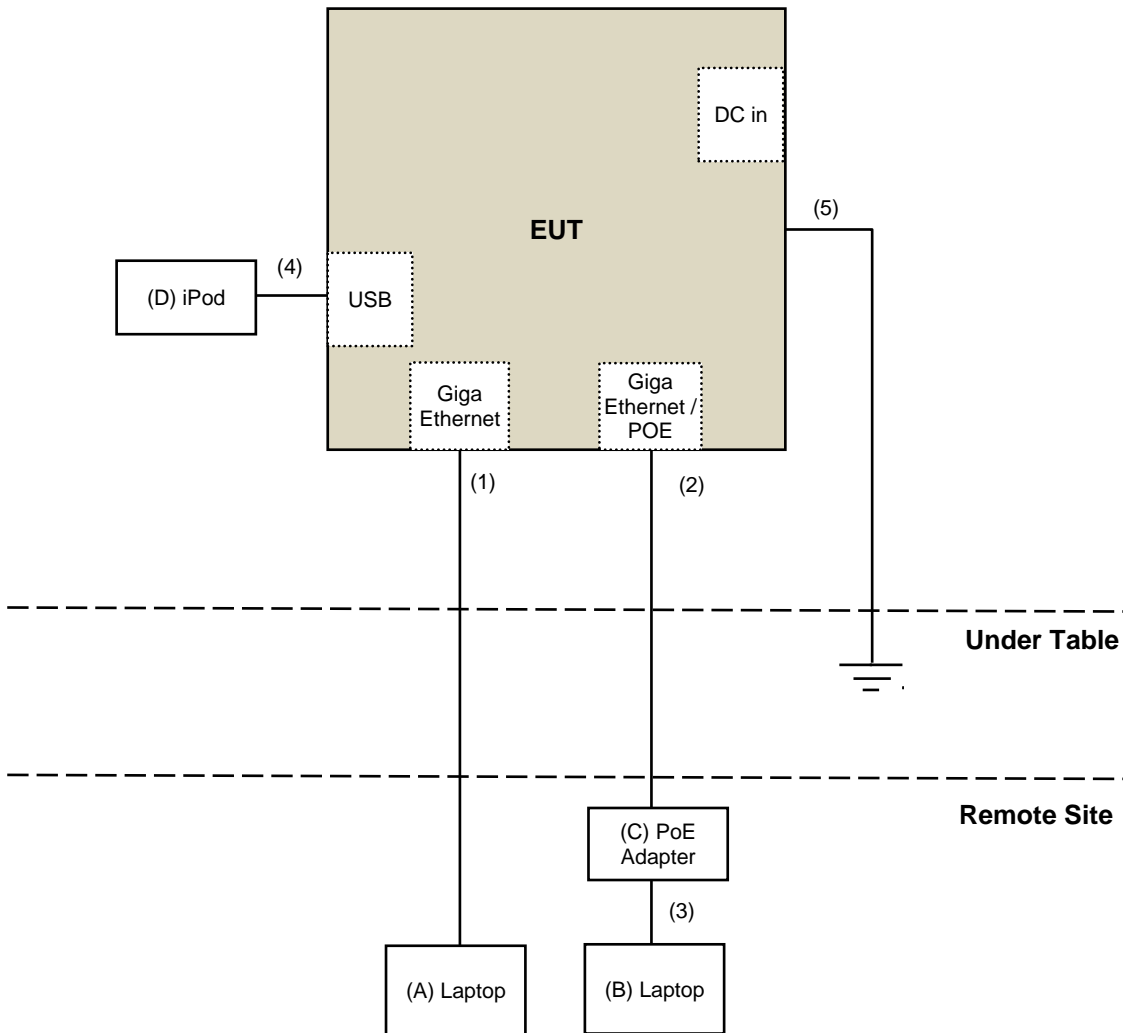 DC in
EUT
(5)
(4)
(D) iPod
USB
Giga
Ethernet
Giga
Ethernet /
POE
(1)
(2)
Under Table
Remote Site
(C) PoE
Adapter
(3)
(A) Laptop
(B) Laptop